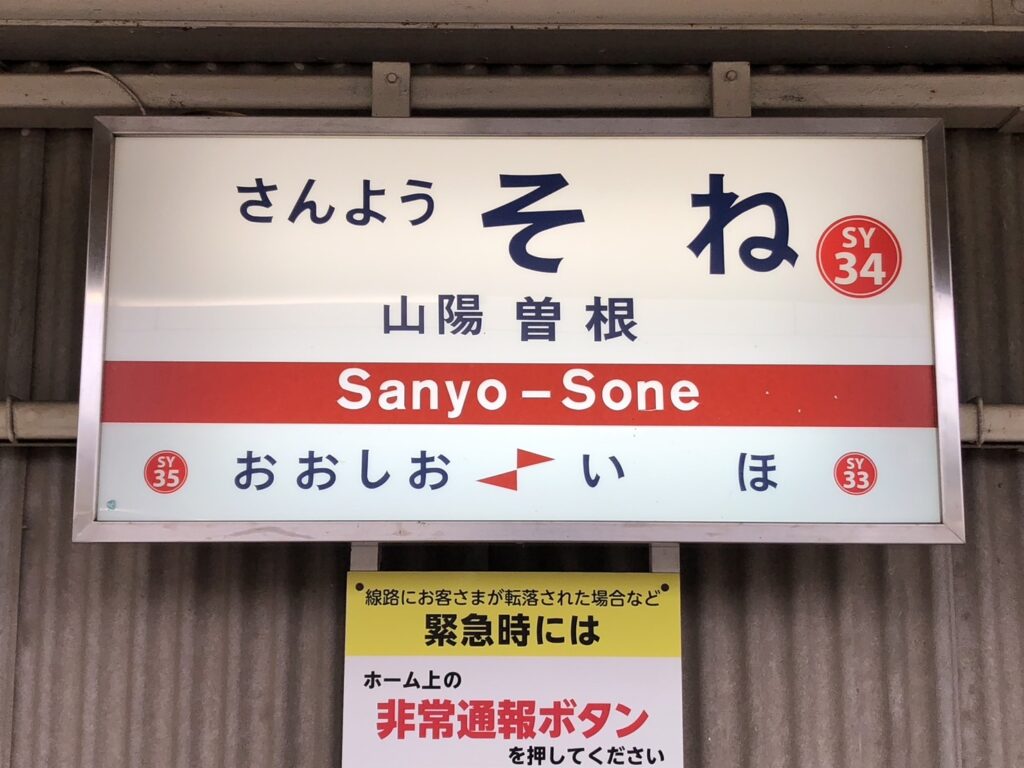 さんよう そね
SY
34
山陽 曽根
Sanyo-Sone
SY
35
おおしお
いほ
SY
33
線路にお客さまが転落された場合など
緊急時には
ホーム上の
非常通報ボタン
を押してください